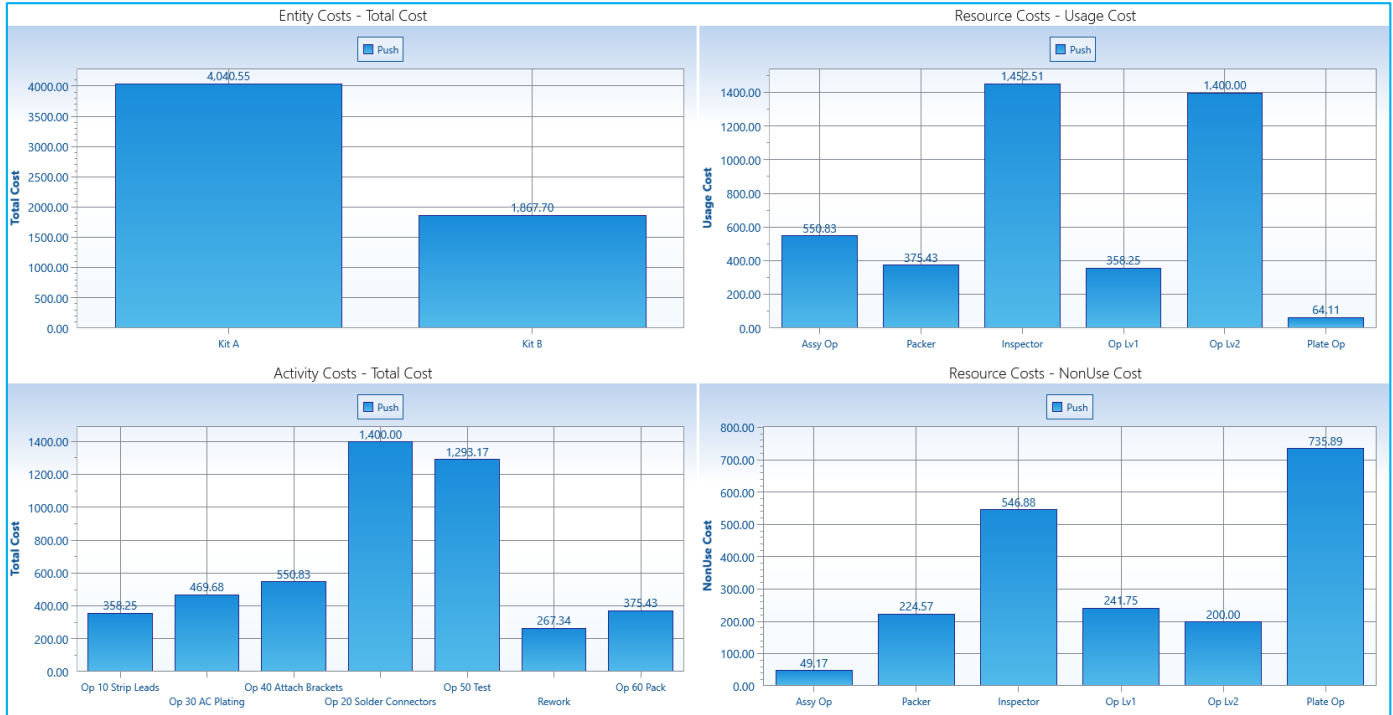 Entity Costs - Total Cost
Push
Total Cost
4000.00
3500.00
3000.00
2500.00
2000.00
1500.00
1000.00
500.00
0.00
4,040.55
1,867.70
Kit A
Kit B
Resource Costs - Usage Cost
Push
Usage Cost
1400.00
1200.00
1000.00
800.00
600.00
400.00
200.00
0.00
550.83
375.43
1,452.51
358.25
1,400.00
64.11
Assy Op
Packer
Inspector
Op Lv1
Op Lv2
Plate Op
Activity Costs - Total Cost
Push
Total Cost
1400.00
1200.00
1000.00
800.00
600.00
400.00
200.00
0.00
358.25
469.68
550.83
1,400.00
1,293.17
267.34
375.43
Op 10 Strip Leads
Op 30 AC Plating
Op 40 Attach Brackets
Op 20 Solder Connectors
Op 50 Test
Rework
Op 60 Pack
Resource Costs - NonUse Cost
Push
NonUse Cost
800.00
700.00
600.00
500.00
400.00
300.00
200.00
100.00
0.00
49.17
224.57
546.88
241.75
200.00
735.89
Assy Op
Packer
Inspector
Op Lv1
Op Lv2
Plate Op